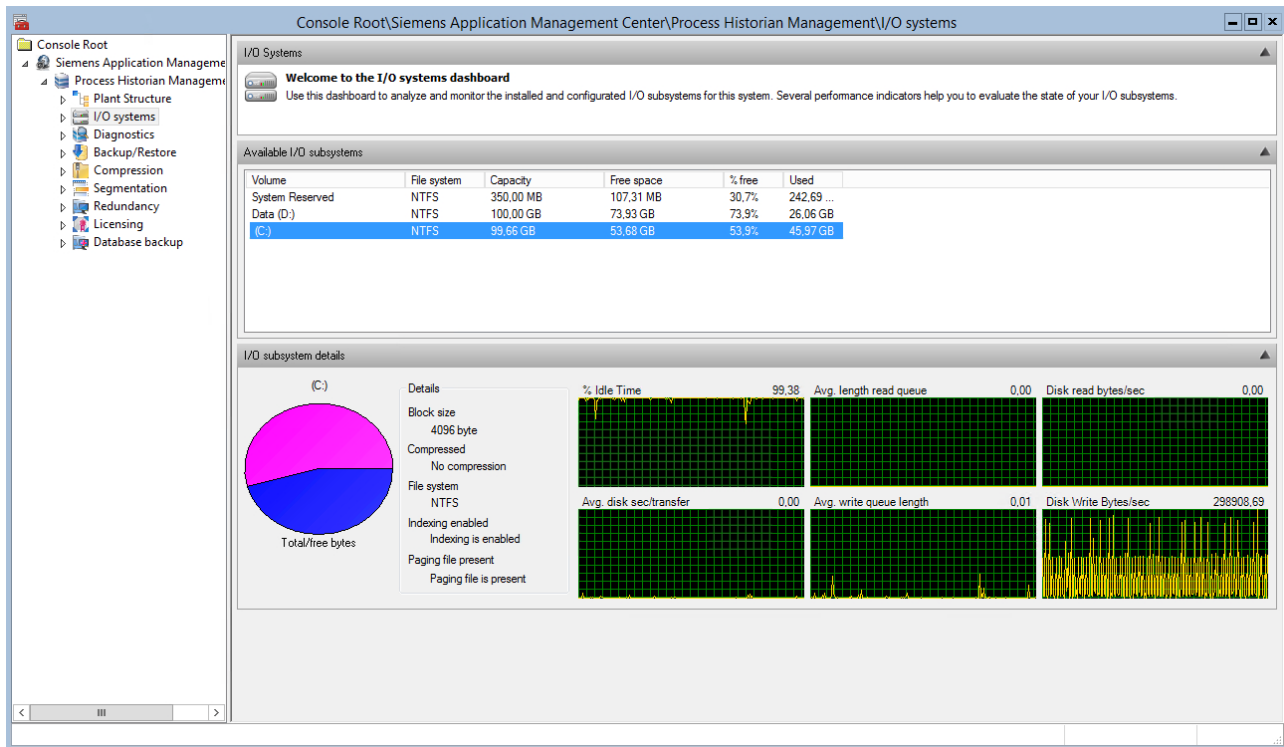 Console Root\Siemens Application Management Center\Process Historian Management\I/O systems
Console Root
Siemens Application Manageme
Process Historian Manageme
Plant Structure
I/O systems
Diagnostics
Backup/Restore
Compression
Segmentation
Redundancy
Licensing
Database backup
I/O Systems
Welcome to the I/O systems dashboard
Use this dashboard to analyze and monitor the installed and configurated I/O subsystems for this system. Several performance indicators help you to evaluate the state of your I/O subsystems.
Available I/O subsystems
Volume File system Capacity Free space % free Used
System Reserved NTFS 350,00 MB 107,31 MB 30,7% 242,69 ...
Data (D:) NTFS 100,00 GB 73,93 GB 73,9% 26,06 GB
(C:) NTFS 99,66 GB 53,68 GB 53,9% 45,97 GB
I/O subsystem details
(C:)
Total/free bytes
Details
Block size
4096 byte
Compressed
No compression
File system
NTFS
Indexing enabled
Indexing is enabled
Paging file present
Paging file is present
% Idle Time 99,38
Avg. length read queue 0,00
Disk read bytes/sec 0,00
Avg. disk sec/transfer 0,00
Avg. write queue length 0,01
Disk Write Bytes/sec 298908,69